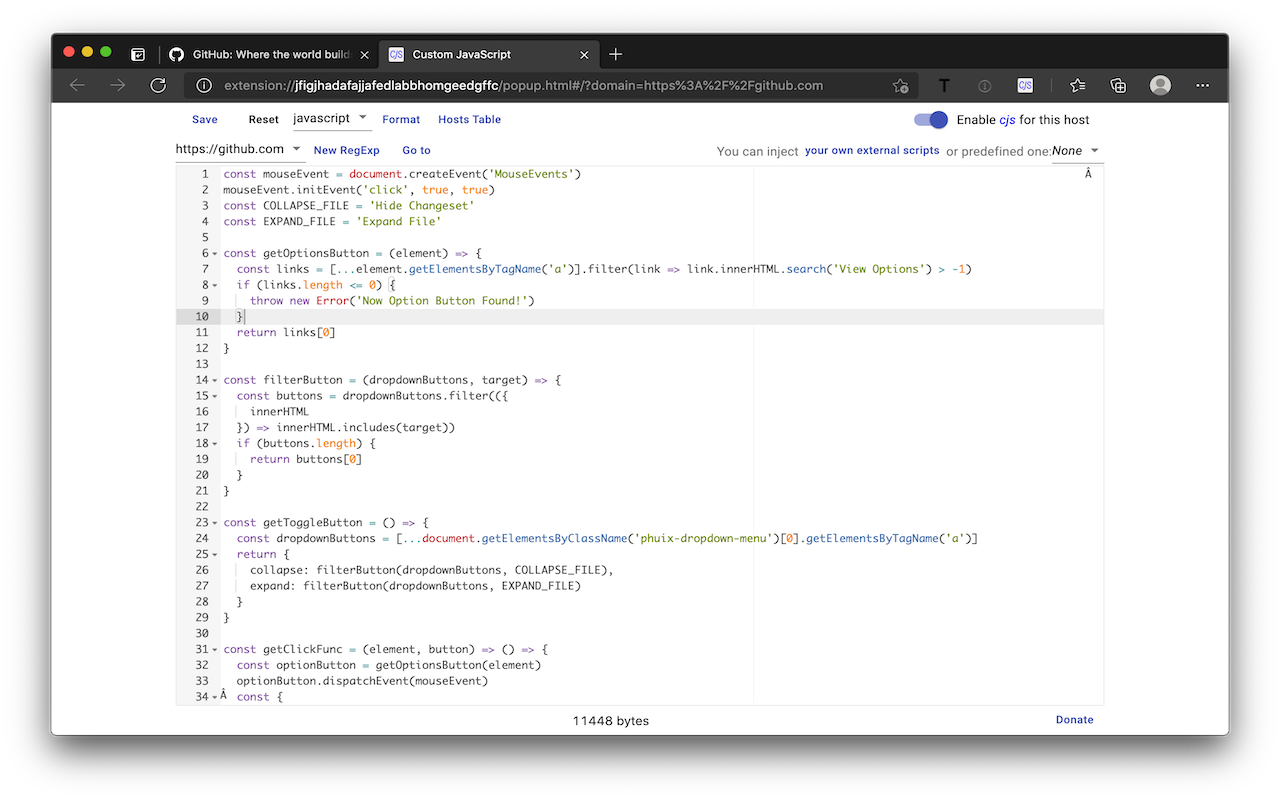 GitHub: Where the world build
Custom JavaScript
extension://jfigjhadafajjafedlabbhomgeedgffc/popup.html#/?domain=https%3A%2F%2Fgithub.com
T
CJS
Save Reset javascript Format Hosts Table Enable cjs for this host
https://github.com New RegExp Go to You can inject your own external scripts or predefined one: None
1 const mouseEvent = document.createEvent('MouseEvents')
2 mouseEvent.initEvent('click', true, true)
3 const COLLAPSE_FILE = 'Hide Changeset'
4 const EXPAND_FILE = 'Expand File'
5
6 const getOptionsButton = (element) => {
7 const links = [...element.getElementsByTagName('a')].filter(link => link.innerHTML.search('View Options') > -1)
8 if (links.length <= 0) {
9 throw new Error('Now Option Button Found!')
10 }
11 return links[0]
12 }
13
14 const filterButton = (dropdownButtons, target) => {
15 const buttons = dropdownButtons.filter(({
16 innerHTML
17 }) => innerHTML.includes(target))
18 if (buttons.length) {
19 return buttons[0]
20 }
21 }
22
23 const getToggleButton = () => {
24 const dropdownButtons = [...document.getElementsByClassName('phuix-dropdown-menu')[0].getElementsByTagName('a')]
25 return {
26 collapse: filterButton(dropdownButtons, COLLAPSE_FILE),
27 expand: filterButton(dropdownButtons, EXPAND_FILE)
28 }
29 }
30
31 const getClickFunc = (element, button) => () => {
32 const optionButton = getOptionsButton(element)
33 optionButton.dispatchEvent(mouseEvent)
34 const {
11448 bytes
Donate